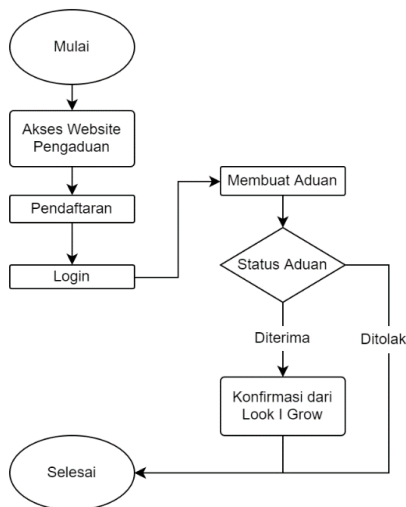 Mulai
Akses Website
Pengaduan
Pendaftaran
Login
Membuat Aduan
Status Aduan
Diterima
Ditolak
Konfirmasi dari
Look I Grow
Selesai